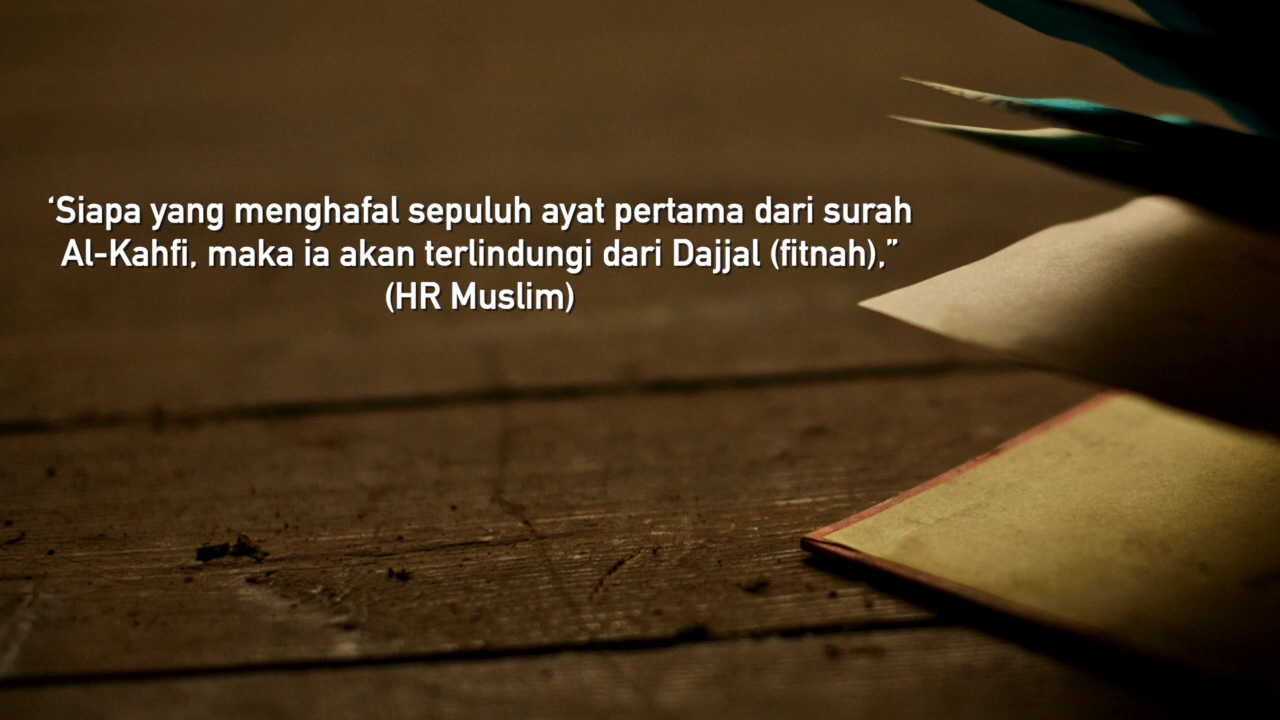 ‘Siapa yang menghafal sepuluh ayat pertama dari surah
Al-Kahfi, maka ia akan terlindungi dari Dajjal (fitnah),”
(HR Muslim)